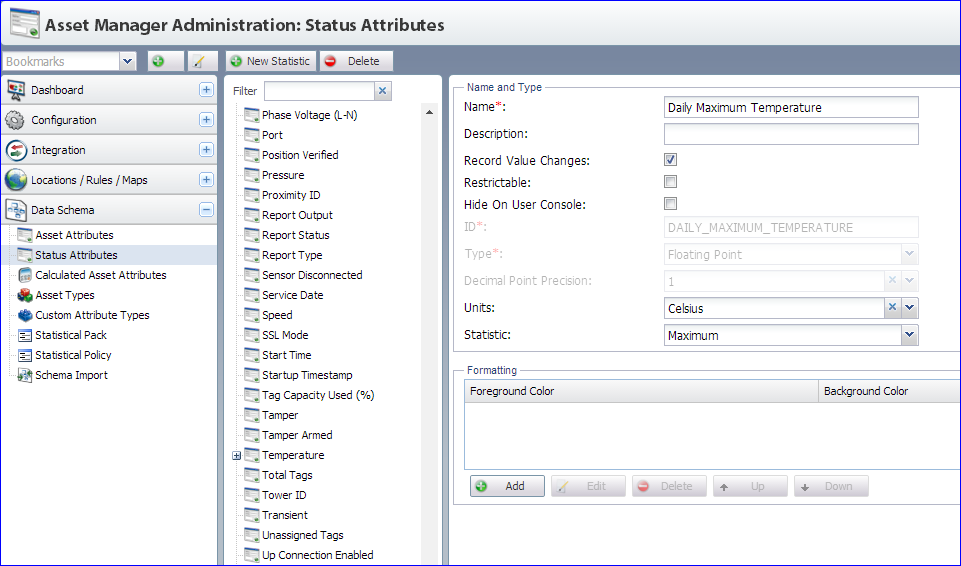 Asset Manager Administration: Status Attributes
Bookmarks
New Statistic
Delete
Dashboard
Configuration
Integration
Locations / Rules / Maps
Data Schema
Asset Attributes
Status Attributes
Calculated Asset Attributes
Asset Types
Custom Attribute Types
Statistical Pack
Statistical Policy
Schema Import
Filter
Phase Voltage (L-N)
Port
Position Verified
Pressure
Proximity ID
Report Output
Report Status
Report Type
Sensor Disconnected
Service Date
Speed
SSL Mode
Start Time
Startup Timestamp
Tag Capacity Used (%)
Tamper
Tamper Armed
Temperature
Total Tags
Tower ID
Transient
Unassigned Tags
Up Connection Enabled
Name and Type
Name*: Daily Maximum Temperature
Description:
Record Value Changes:
Restrictable:
Hide On User Console:
ID*: DAILY_MAXIMUM_TEMPERATURE
Type*: Floating Point
Decimal Point Precision: 1
Units: Celsius
Statistic: Maximum
Formatting
Foreground Color Background Color
Add Edit Delete Up Down